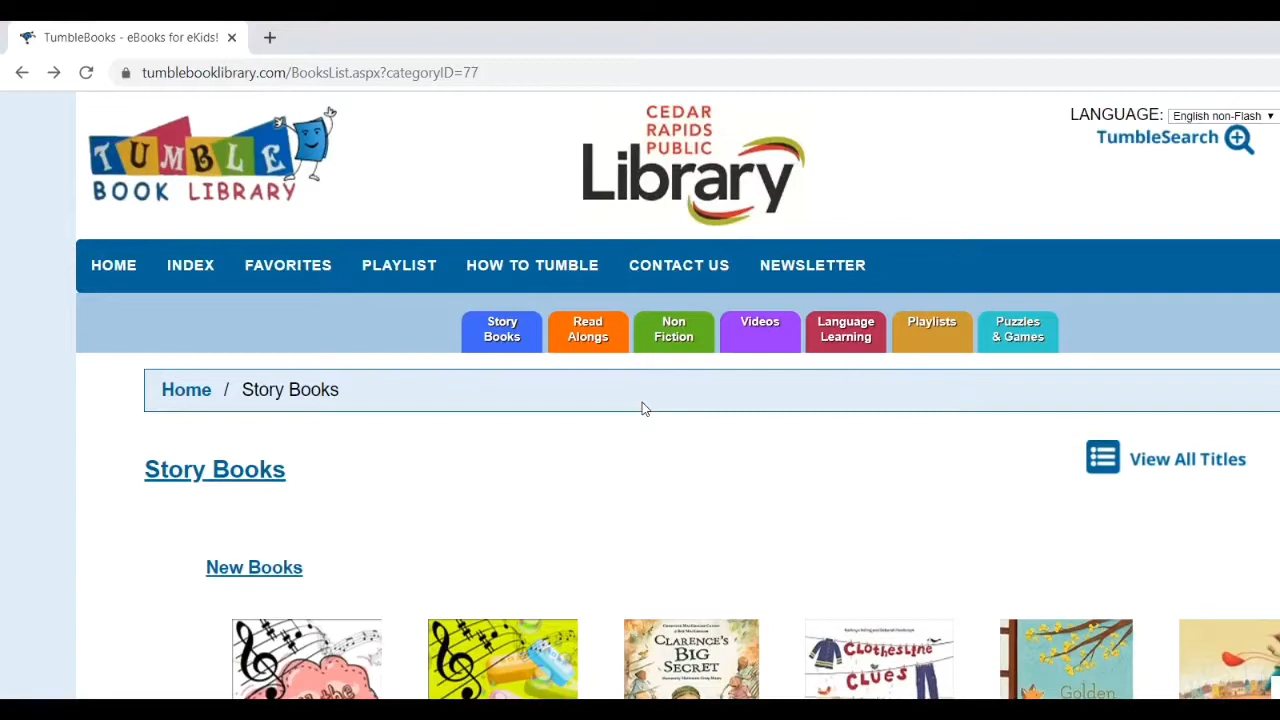 TumbleBooks - eBooks for eKids!
tumblebooklibrary.com/BooksList.aspx?categoryID=77
TUMBLE
BOOK LIBRARY
CEDAR
RAPIDS
PUBLIC
Library
LANGUAGE: English non-Flash
TumbleSearch
HOME INDEX FAVORITES PLAYLIST HOW TO TUMBLE CONTACT US NEWSLETTER
Story
Books
Read
Alongs
Non
Fiction
Videos
Language
Learning
Playlists
Puzzles
& Games
Home / Story Books
Story Books
View All Titles
New Books
CLARENCE'S
BIG
SECRET
CLOTHESLINE
CLUES
Golden